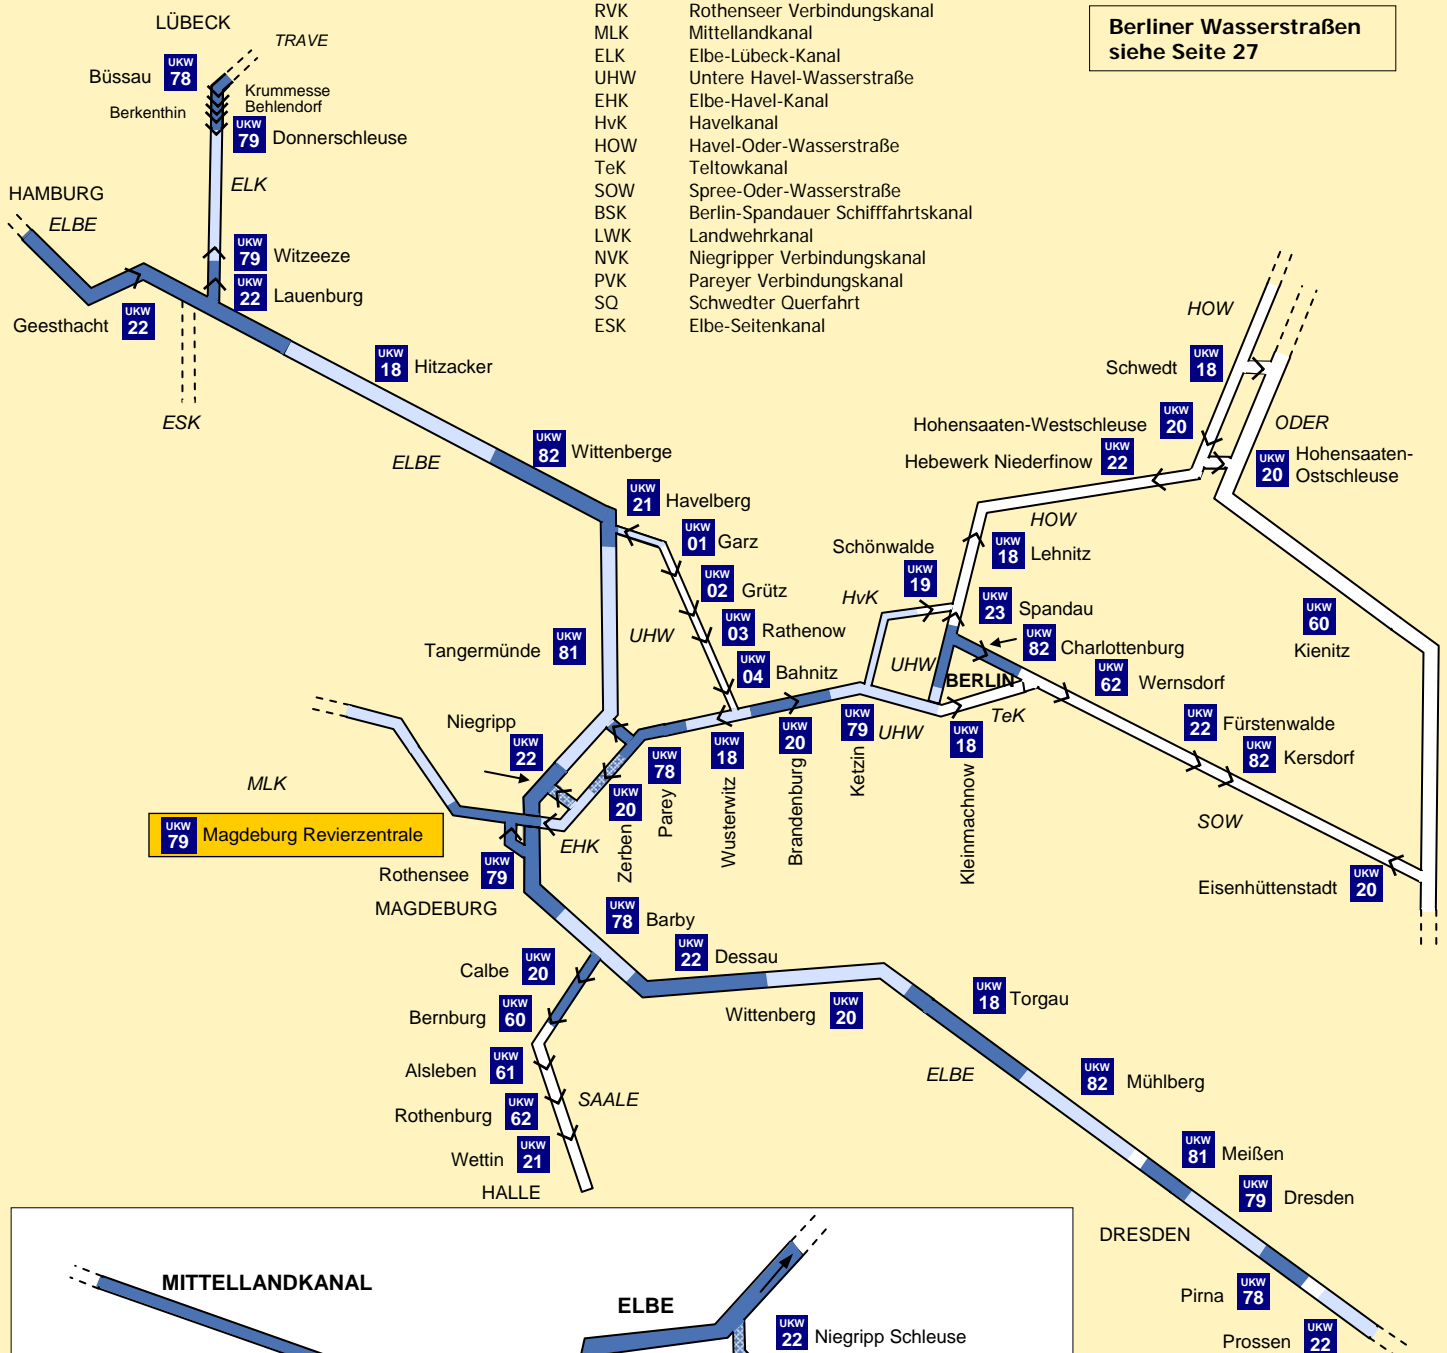 RVK Rothenseer Verbindungskanal
MLK Mittellandkanal
ELK Elbe-Lübeck-Kanal
UHW Untere Havel-Wasserstraße
EHK Elbe-Havel-Kanal
HvK Havelkanal
HOW Havel-Oder-Wasserstraße
TeK Teltowkanal
SOW Spree-Oder-Wasserstraße
BSK Berlin-Spandauer Schifffahrtskanal
LWK Landwehrkanal
NVK Niegripper Verbindungskanal
PVK Pareyer Verbindungskanal
SQ Schwedter Querfahrt
ESK Elbe-Seitenkanal
Berliner Wasserstraßen
siehe Seite 27
LÜBECK
TRAVE
Büssau UKW 78
Krummesse
Behlendorf
Berkenthin
UKW 79 Donnerschleuse
ELK
HAMBURG
ELBE
UKW 79 Witzeeze
UKW 22 Lauenburg
Geesthacht UKW 22
ESK
UKW 18 Hitzacker
ELBE
UKW 82 Wittenberge
UKW 21 Havelberg
UKW 01 Garz
UKW 02 Grütz
UKW 03 Rathenow
UKW 04 Bahnitz
UHW
Tangermünde UKW 81
HOW
Schwedt UKW 18
Hohensaaten-Westschleuse UKW 20
ODER
Hebewerk Niederfinow UKW 22
UKW 20 Hohensaaten-
Ostschleuse
HOW
UKW 18 Lehnitz
Schönwalde
UKW 19
HvK
UKW 23 Spandau
UKW 82 Charlottenburg
UHW
BERLIN
UKW 62 Wernsdorf
TeK
UKW 60
Kienitz
UKW 22 Fürstenwalde
UKW 82 Kersdorf
SOW
Eisenhüttenstadt UKW 20
Niegripp
UKW 22
MLK
UKW 79 Magdeburg Revierzentrale
EHK
UKW 20
Zerben
UKW 78
Parey
UKW 18
Wusterwitz
UKW 20
Brandenburg
UKW 79
Ketzin
UHW
UKW 18
Kleinmachnow
Rothensee UKW 79
MAGDEBURG
UKW 78 Barby
UKW 22 Dessau
Calbe UKW 20
Bernburg UKW 60
Alsleben UKW 61
Rothenburg UKW 62
SAALE
Wettin UKW 21
HALLE
Wittenberg UKW 20
UKW 18 Torgau
ELBE
UKW 82 Mühlberg
UKW 81 Meißen
UKW 79 Dresden
DRESDEN
Pirna UKW 78
Prossen UKW 22
MITTELLANDKANAL
ELBE
UKW 22 Niegripp Schleuse